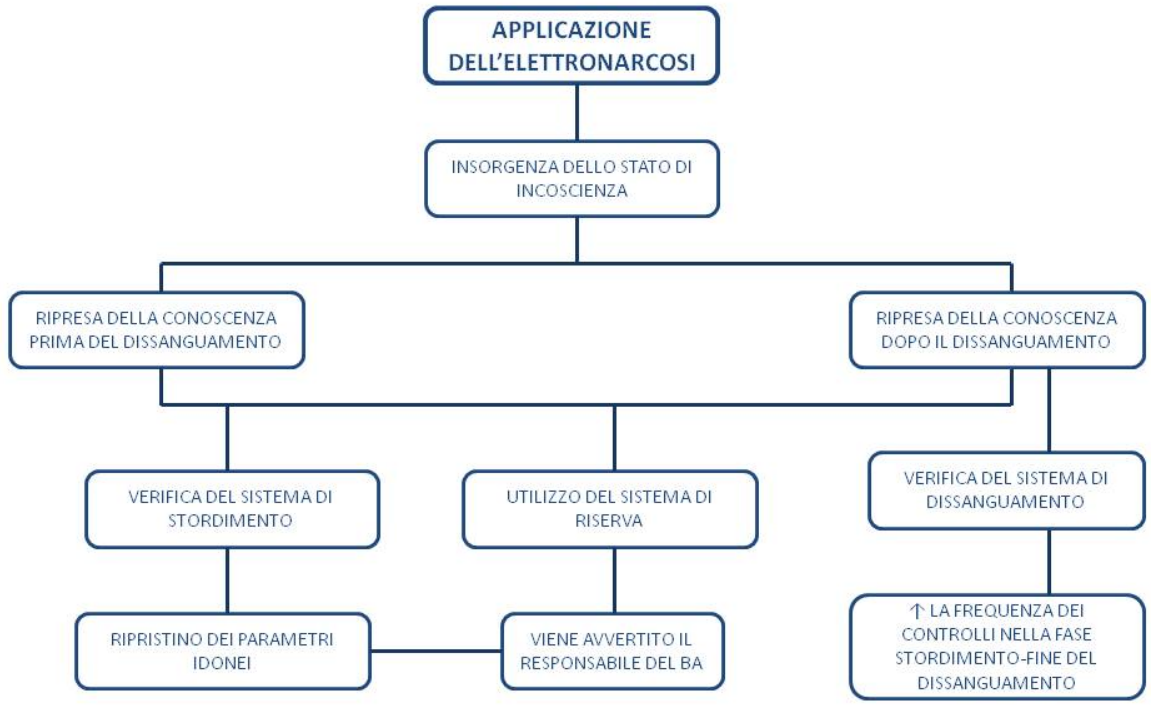 APPLICAZIONE
DELL'ELETTRONARCOSI
INSORGENZA DELLO STATO DI
INCOSCIENZA
RIPRESA DELLA CONOSCENZA
PRIMA DEL DISSANGUAMENTO
RIPRESA DELLA CONOSCENZA
DOPO IL DISSANGUAMENTO
VERIFICA DEL SISTEMA DI
STORDIMENTO
UTILIZZO DEL SISTEMA DI
RISERVA
VERIFICA DEL SISTEMA DI
DISSANGUAMENTO
RIPRISTINO DEI PARAMETRI
IDONEI
VIENE AVVERTITO IL
RESPONSABILE DEL BA
↑ LA FREQUENZA DEI
CONTROLLI NELLA FASE
STORDIMENTO-FINE DEL
DISSANGUAMENTO